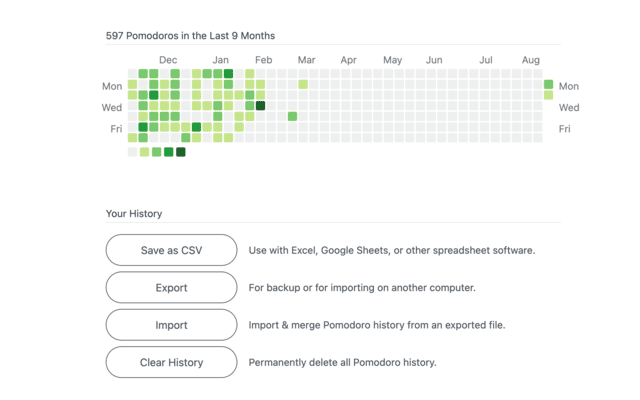 597 Pomodoros in the Last 9 Months
Dec Jan Feb Mar Apr May Jun Jul Aug
Mon Mon
Wed Wed
Fri Fri
Your History
Save as CSV Use with Excel, Google Sheets, or other spreadsheet software.
Export For backup or for importing on another computer.
Import Import & merge Pomodoro history from an exported file.
Clear History Permanently delete all Pomodoro history.